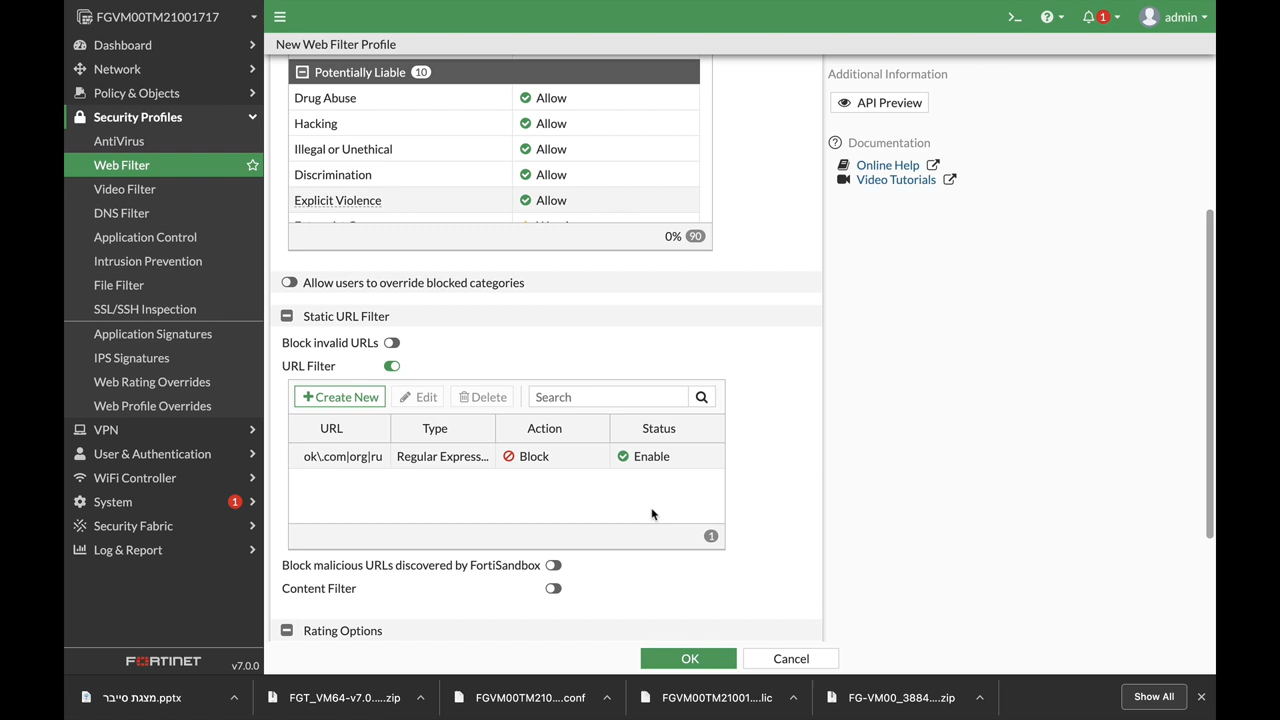 FGVM00TM21001717
1
admin
New Web Filter Profile
Dashboard
Network
Policy & Objects
Security Profiles
AntiVirus
Web Filter
Video Filter
DNS Filter
Application Control
Intrusion Prevention
File Filter
SSL/SSH Inspection
Application Signatures
IPS Signatures
Web Rating Overrides
Web Profile Overrides
VPN
User & Authentication
WiFi Controller
System 1
Security Fabric
Log & Report
FORTINET v7.0.0
Potentially Liable 10
Drug Abuse Allow
Hacking Allow
Illegal or Unethical Allow
Discrimination Allow
Explicit Violence Allow
0% 90
Allow users to override blocked categories
Static URL Filter
Block invalid URLs
URL Filter
+Create New Edit Delete Search
URL Type Action Status
ok\.com|org|ru Regular Express... Block Enable
1
Block malicious URLs discovered by FortiSandbox
Content Filter
Rating Options
OK Cancel
Additional Information
API Preview
Documentation
Online Help
Video Tutorials
מצגת סייבר.pptx
FGT_VM64-v7.0.....zip
FGVM00TM210....conf
FGVM00TM21001....lic
FG-VM00_3884....zip
Show All